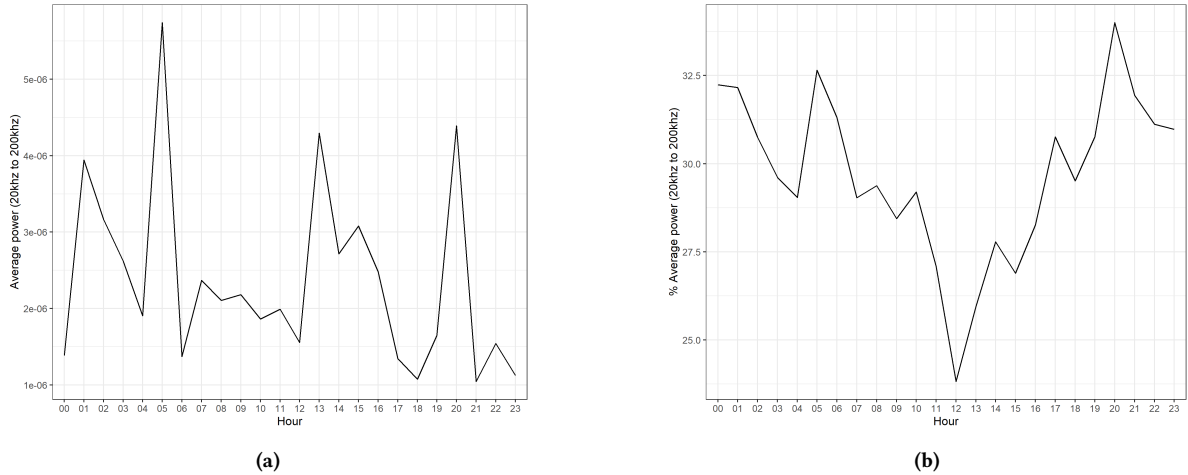 Average power (20khz to 200khz)
5e-06
4e-06
3e-06
2e-06
1e-06
00 01 02 03 04 05 06 07 08 09 10 11 12 13 14 15 16 17 18 19 20 21 22 23
Hour
(a)
% Average power (20khz to 200khz)
32.5
30.0
27.5
25.0
00 01 02 03 04 05 06 07 08 09 10 11 12 13 14 15 16 17 18 19 20 21 22 23
Hour
(b)